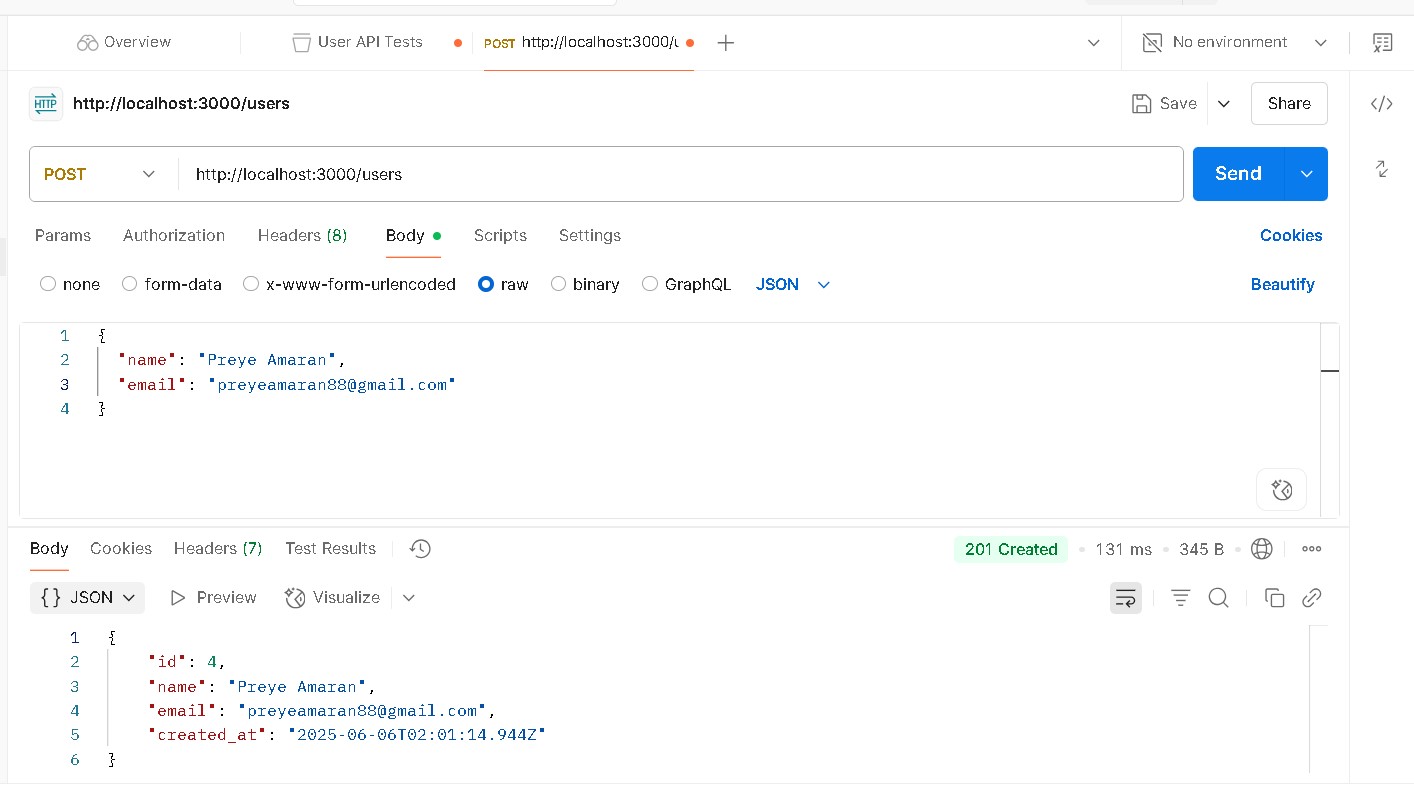 Overview User API Tests POST http://localhost:3000/u No environment
HTTP http://localhost:3000/users Save Share
POST http://localhost:3000/users Send
Params Authorization Headers (8) Body Scripts Settings Cookies
none form-data x-www-form-urlencoded raw binary GraphQL JSON Beautify
1 {
2 "name": "Preye Amaran",
3 "email": "preyeamaran88@gmail.com"
4 }
Body Cookies Headers (7) Test Results 201 Created • 131 ms • 345 B •
{} JSON Preview Visualize
1 {
2 "id": 4,
3 "name": "Preye Amaran",
4 "email": "preyeamaran88@gmail.com",
5 "created_at": "2025-06-06T02:01:14.944Z"
6 }